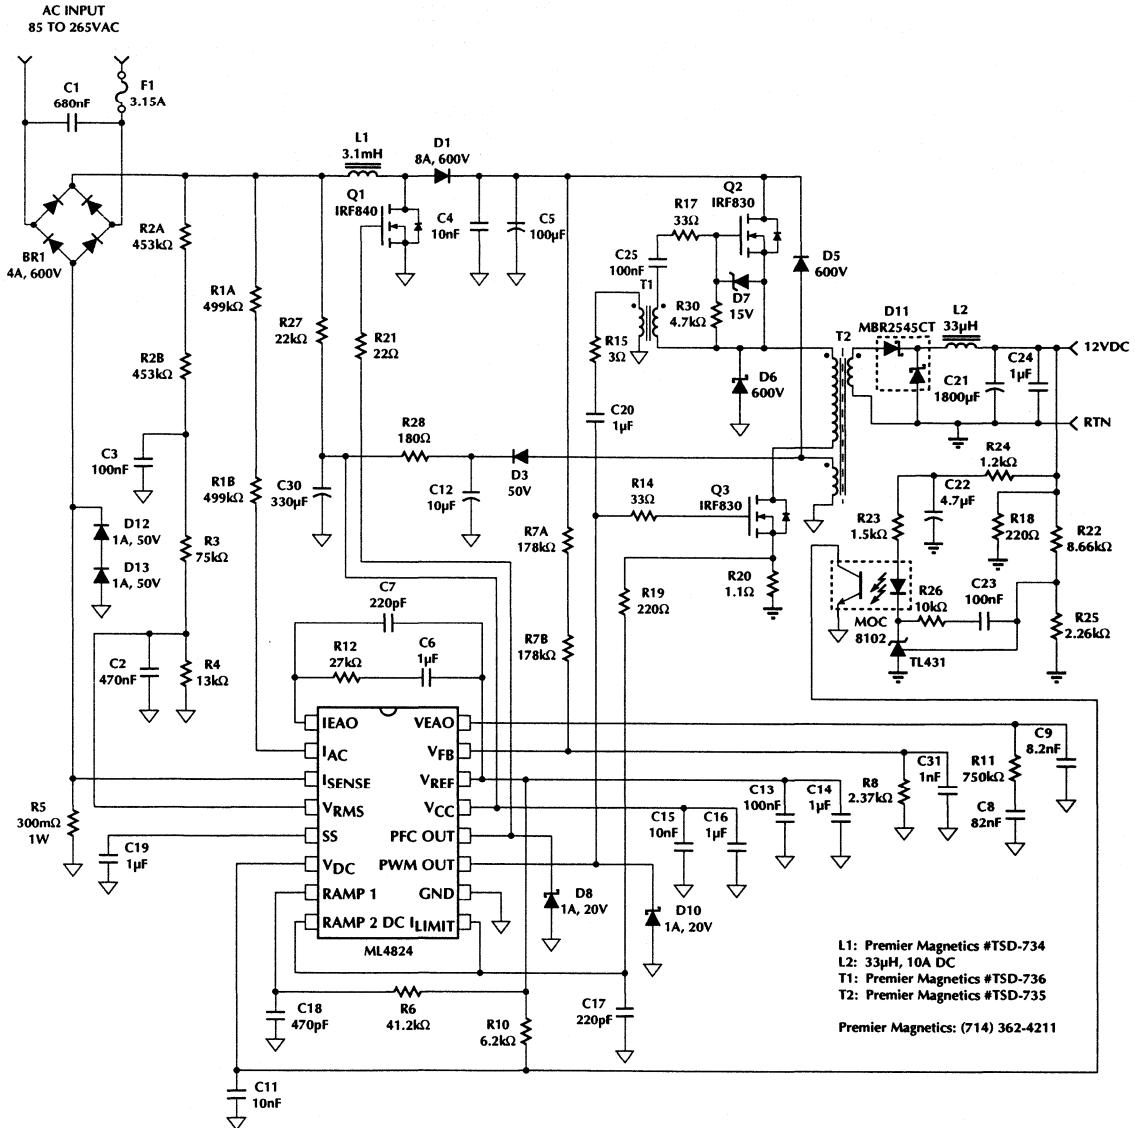 AC INPUT
85 TO 265VAC
C1
680nF
F1
3.15A
BR1
4A, 600V
R2A
453kΩ
R1A
499kΩ
R27
22kΩ
L1
3.1mH
D1
8A, 600V
Q1
IRF840
C4
10nF
C5
100µF
R21
22Ω
R17
33Ω
Q2
IRF830
C25
100nF
T1
R30
4.7kΩ
D7
15V
D5
600V
R15
3Ω
D6
600V
T2
D11
MBR2545CT
L2
33µH
12VDC
C21
1800µF
C24
1µF
RTN
R2B
453kΩ
C3
100nF
R1B
499kΩ
C30
330µF
R28
180Ω
C12
10µF
D3
50V
C20
1µF
R14
33Ω
Q3
IRF830
R7A
178kΩ
R24
1.2kΩ
C22
4.7µF
R23
1.5kΩ
R18
220Ω
R22
8.66kΩ
D12
1A, 50V
D13
1A, 50V
R3
75kΩ
R19
220Ω
R20
1.1Ω
MOC
8102
R26
10kΩ
C23
100nF
TL431
R25
2.26kΩ
C7
220pF
R12
27kΩ
C6
1µF
R7B
178kΩ
C2
470nF
R4
13kΩ
IEAO
VEAO
IAC
VFB
ISENSE
VREF
VRMS
VCC
SS
PFC OUT
VDC
PWM OUT
RAMP 1
GND
RAMP 2 DC ILIMIT
ML4824
R5
300mΩ
1W
C19
1µF
C15
10nF
C16
1µF
C13
100nF
C14
1µF
R8
2.37kΩ
C31
1nF
R11
750kΩ
C8
82nF
C9
8.2nF
D8
1A, 20V
D10
1A, 20V
C18
470pF
R6
41.2kΩ
R10
6.2kΩ
C17
220pF
C11
10nF
L1: Premier Magnetics #TSD-734
L2: 33µH, 10A DC
T1: Premier Magnetics #TSD-736
T2: Premier Magnetics #TSD-735
Premier Magnetics: (714) 362-4211